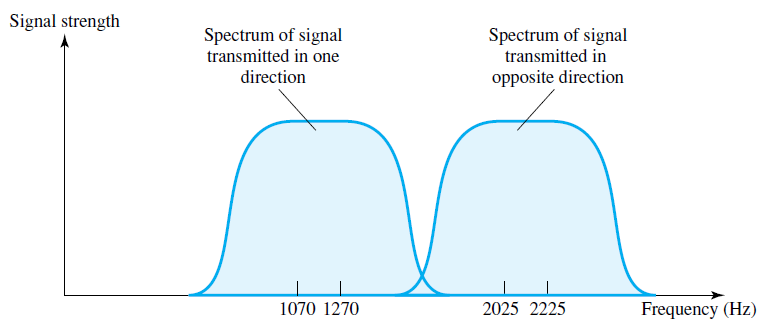 Signal strength
Spectrum of signal
transmitted in one
direction
Spectrum of signal
transmitted in
opposite direction
1070 1270
2025 2225
Frequency (Hz)